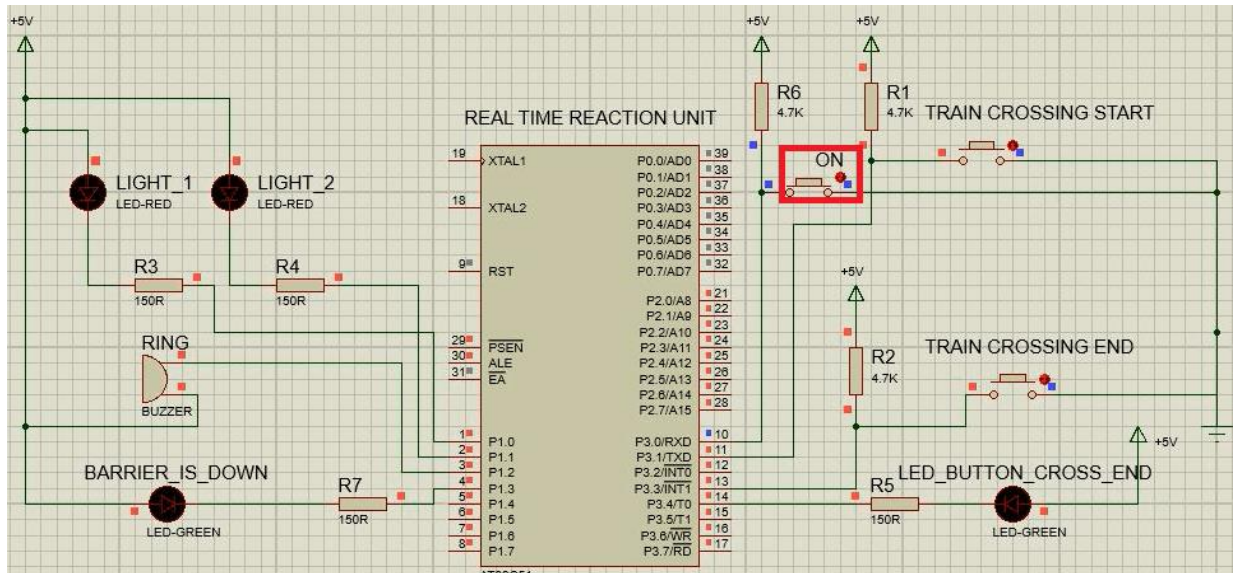 +5V
+5V
+5V
R6
4.7K
R1
4.7K
TRAIN CROSSING START
REAL TIME REACTION UNIT
ON
LIGHT_1
LED-RED
LIGHT_2
LED-RED
R3
150R
R4
150R
RING
BUZZER
BARRIER_IS_DOWN
LED-GREEN
R7
150R
19 XTAL1
18 XTAL2
9 RST
29 PSEN
30 ALE
31 EA
1 P1.0
2 P1.1
3 P1.2
4 P1.3
5 P1.4
6 P1.5
7 P1.6
8 P1.7
P0.0/AD0 39
P0.1/AD1 38
P0.2/AD2 37
P0.3/AD3 36
P0.4/AD4 35
P0.5/AD5 34
P0.6/AD6 33
P0.7/AD7 32
P2.0/A8 21
P2.1/A9 22
P2.2/A10 23
P2.3/A11 24
P2.4/A12 25
P2.5/A13 26
P2.6/A14 27
P2.7/A15 28
P3.0/RXD 10
P3.1/TXD 11
P3.2/INT0 12
P3.3/INT1 13
P3.4/T0 14
P3.5/T1 15
P3.6/WR 16
P3.7/RD 17
+5V
R2
4.7K
TRAIN CROSSING END
+5V
LED_BUTTON_CROSS_END
R5
150R
LED-GREEN